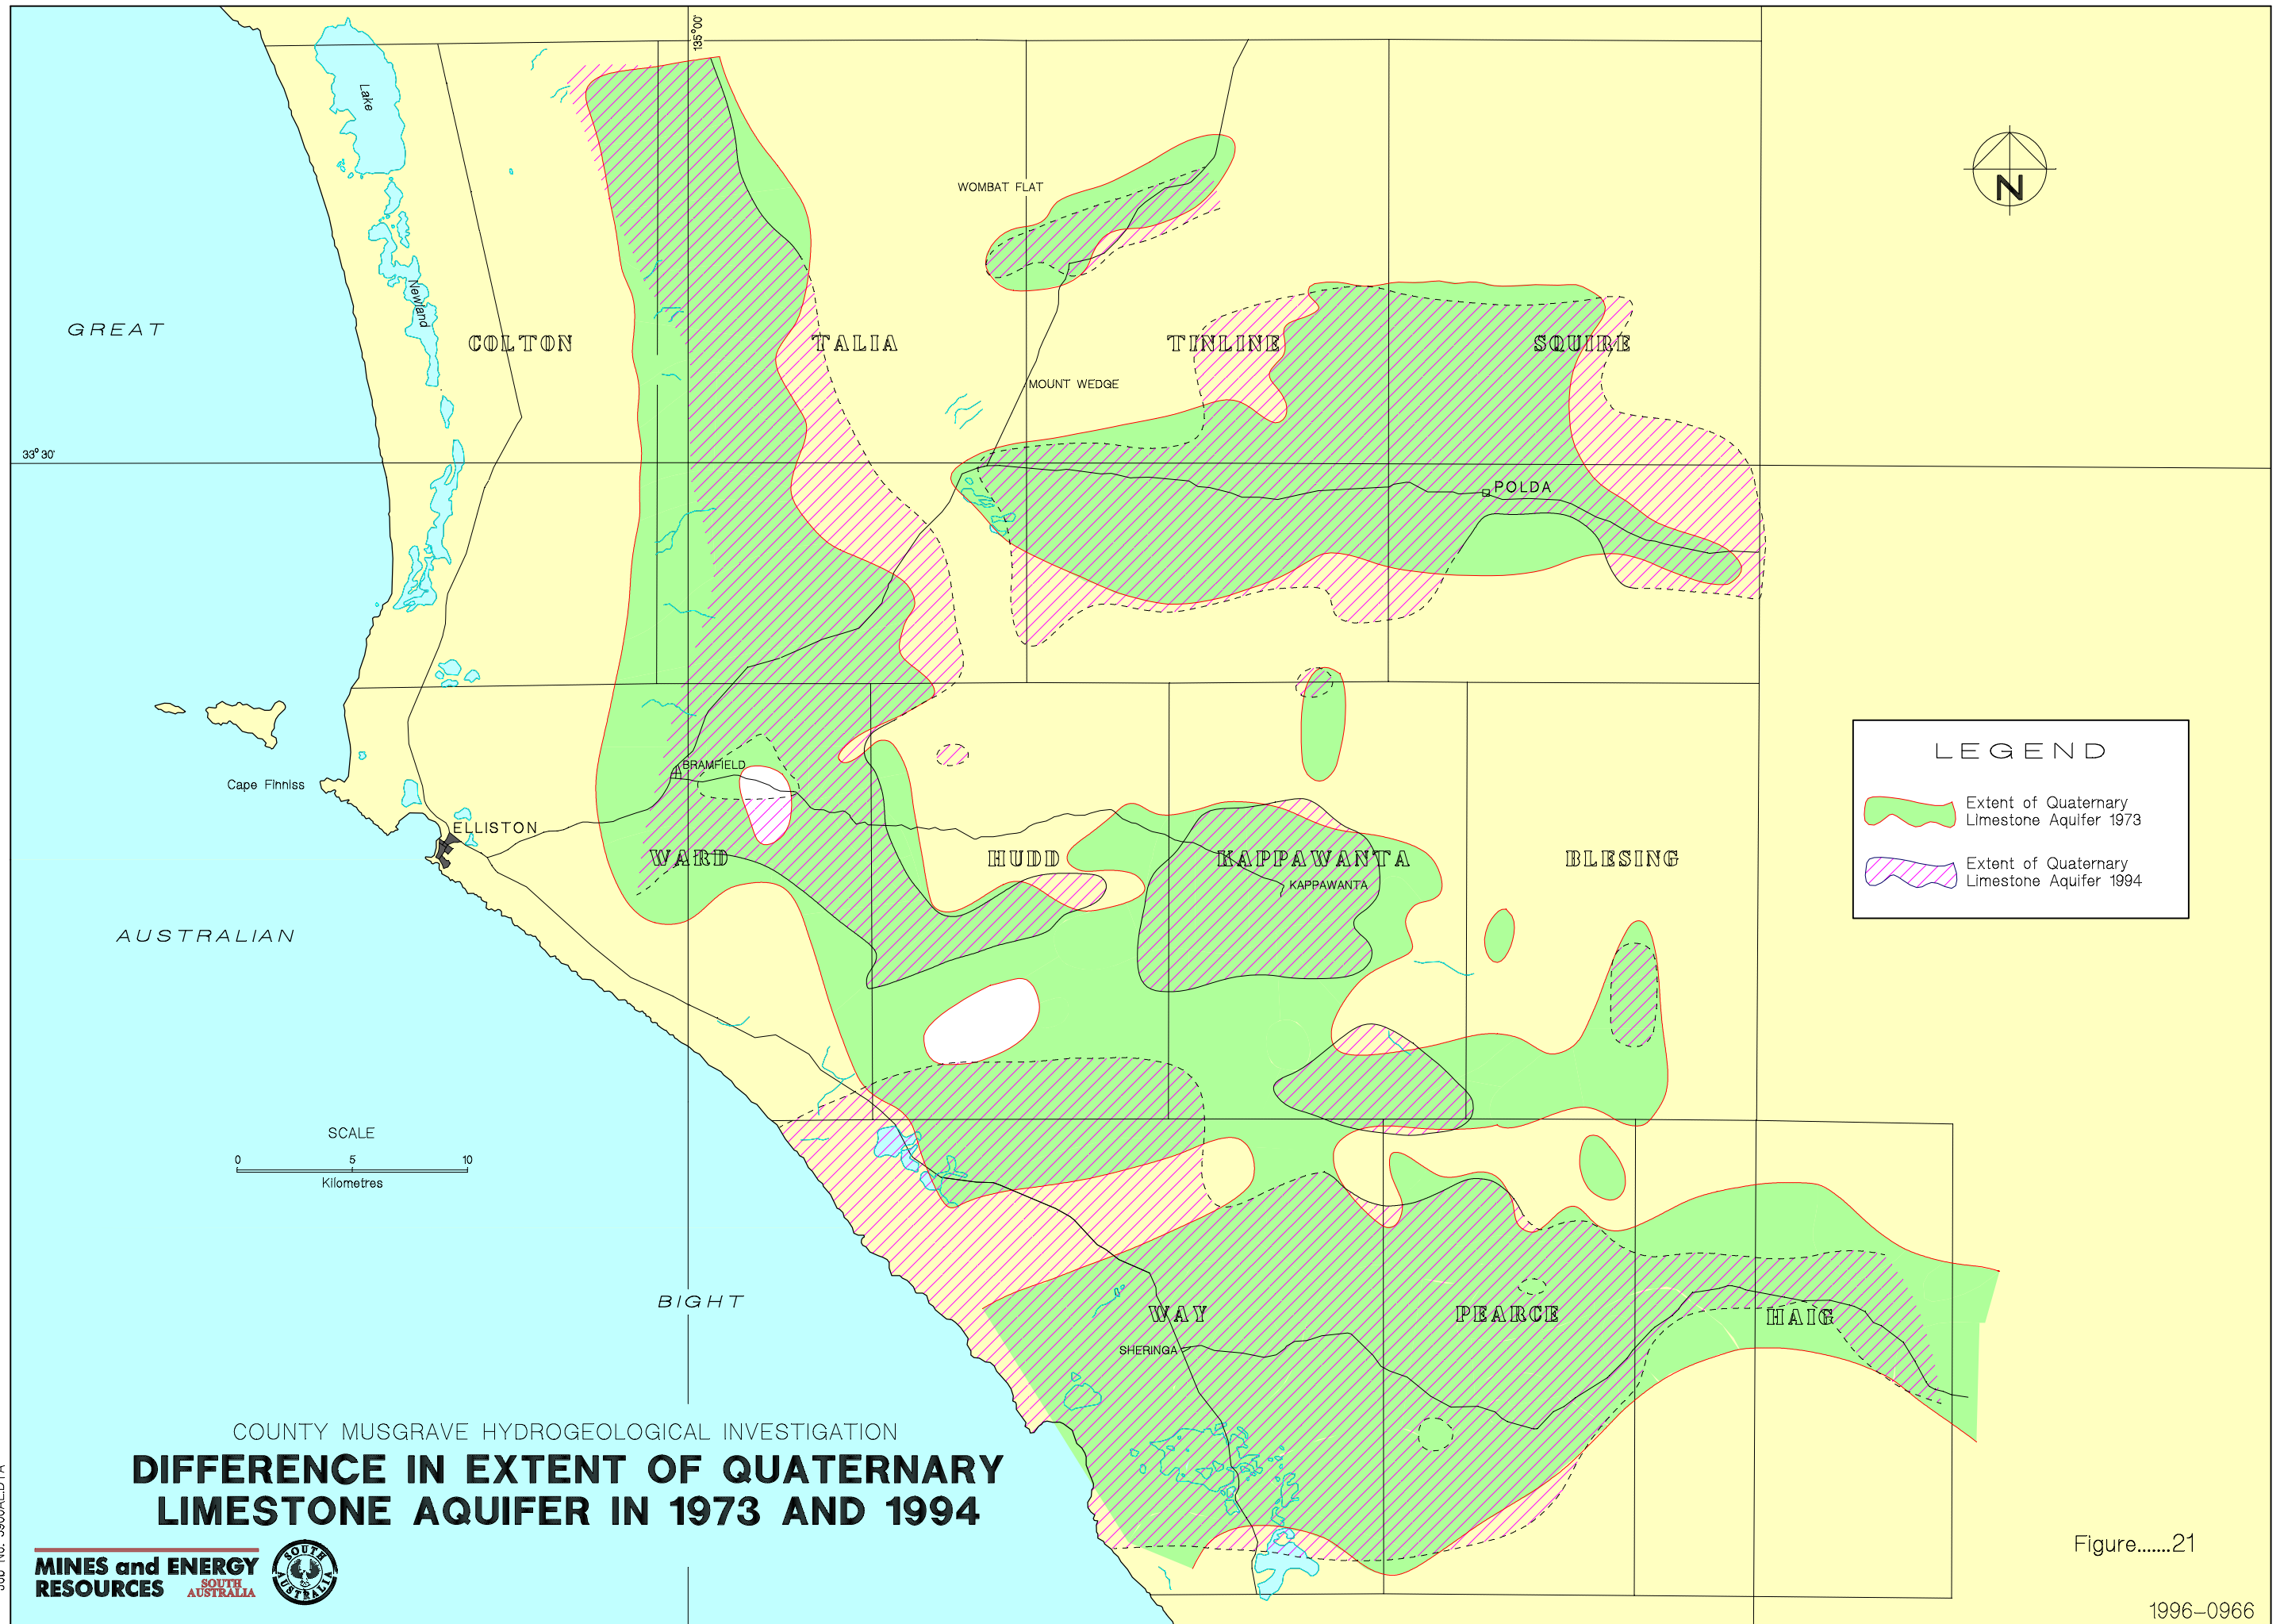 135°00'
Lake
WOMBAT FLAT
N
Newland
GREAT
COLTON
TALIA
TINLINE
SQUIRE
MOUNT WEDGE
33°30'
POLDA
BRAMFIELD
Cape Finniss
ELLISTON
WARD
HUDD
KAPPAWANTA
BLESING
KAPPAWANTA
LEGEND
Extent of Quaternary
Limestone Aquifer 1973
Extent of Quaternary
Limestone Aquifer 1994
AUSTRALIAN
SCALE
0 5 10
Kilometres
BIGHT
WAY
PEARCE
HAIG
SHERINGA
COUNTY MUSGRAVE HYDROGEOLOGICAL INVESTIGATION
DIFFERENCE IN EXTENT OF QUATERNARY
LIMESTONE AQUIFER IN 1973 AND 1994
MINES and ENERGY
RESOURCES
SOUTH
AUSTRALIA
SOUTH
AUSTRALIA
Figure.......21
1996-0966